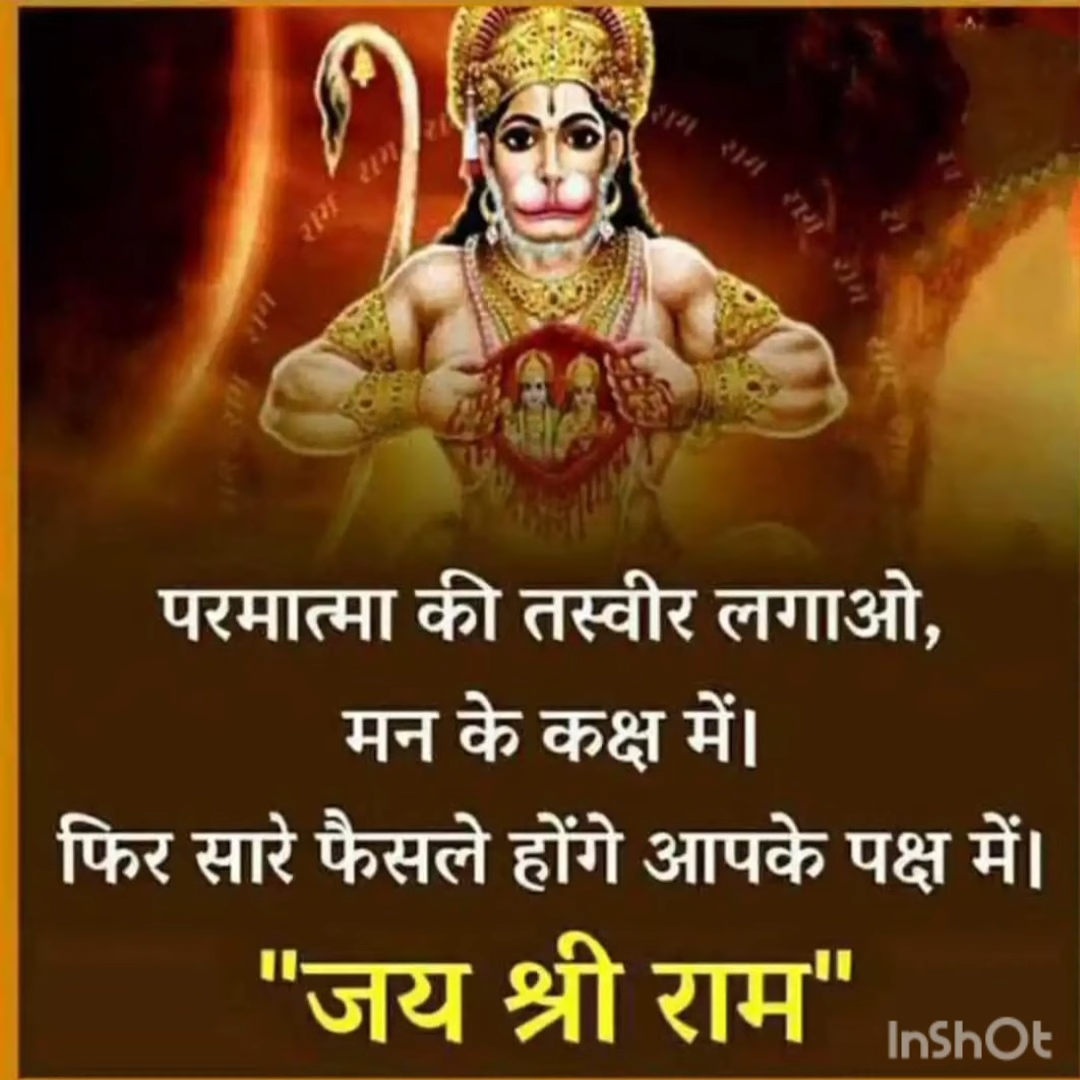 राम राम राम राम राम राम राम
परमात्मा की तस्वीर लगाओ,
मन के कक्ष में।
फिर सारे फैसले होंगे आपके पक्ष में।
"जय श्री राम"
InShOt